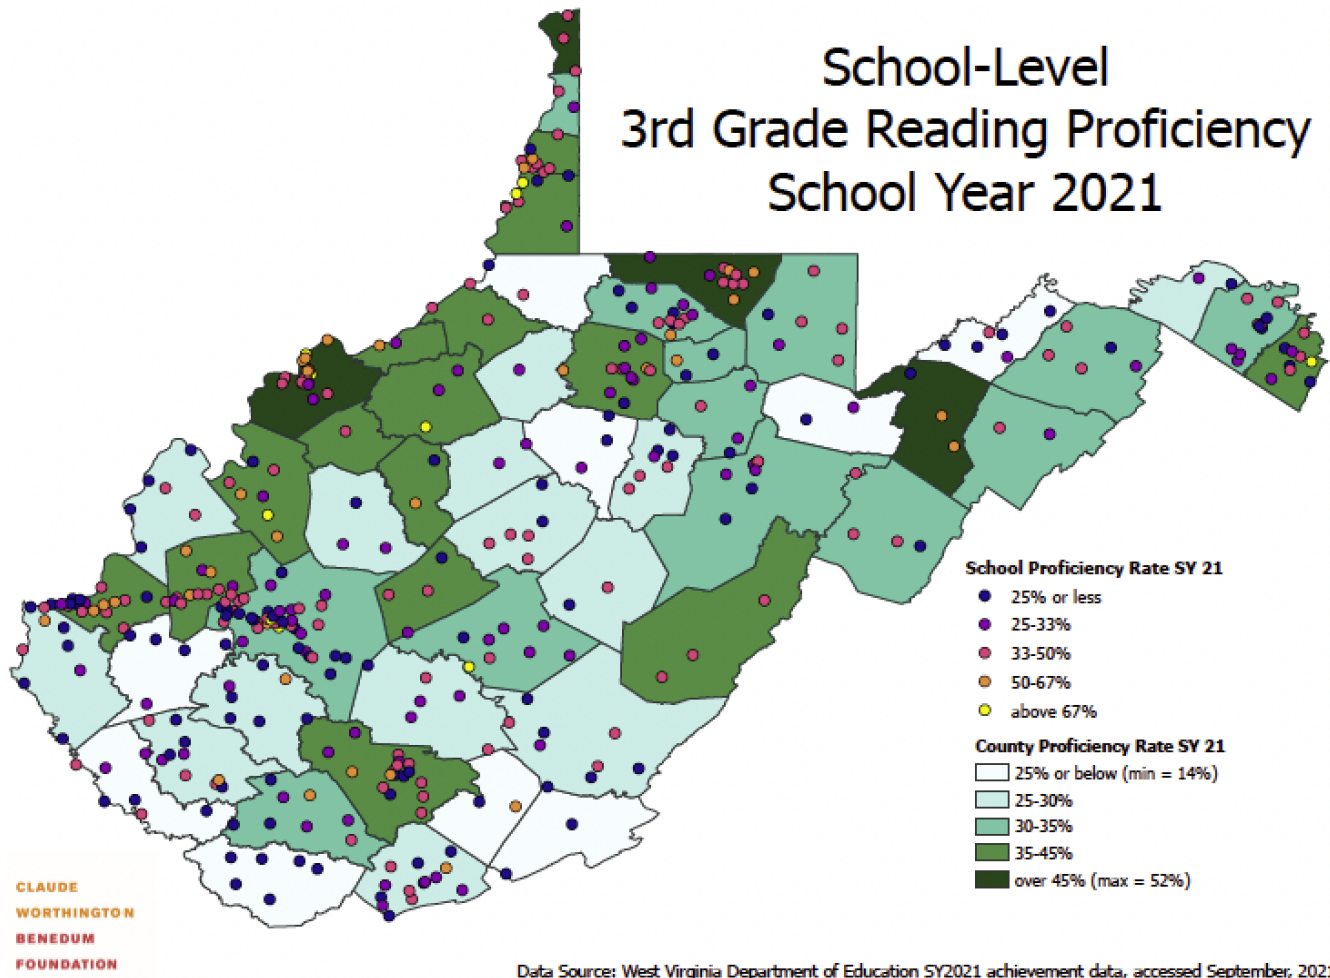 School-Level
3rd Grade Reading Proficiency
School Year 2021
School Proficiency Rate SY 21
25% or less
25-33%
33-50%
50-67%
above 67%
County Proficiency Rate SY 21
25% or below (min = 14%)
25-30%
30-35%
35-45%
over 45% (max = 52%)
CLAUDE
WORTHINGTON
BENEDUM
FOUNDATION
Data Source: West Virginia Department of Education SY2021 achievement data, accessed September,